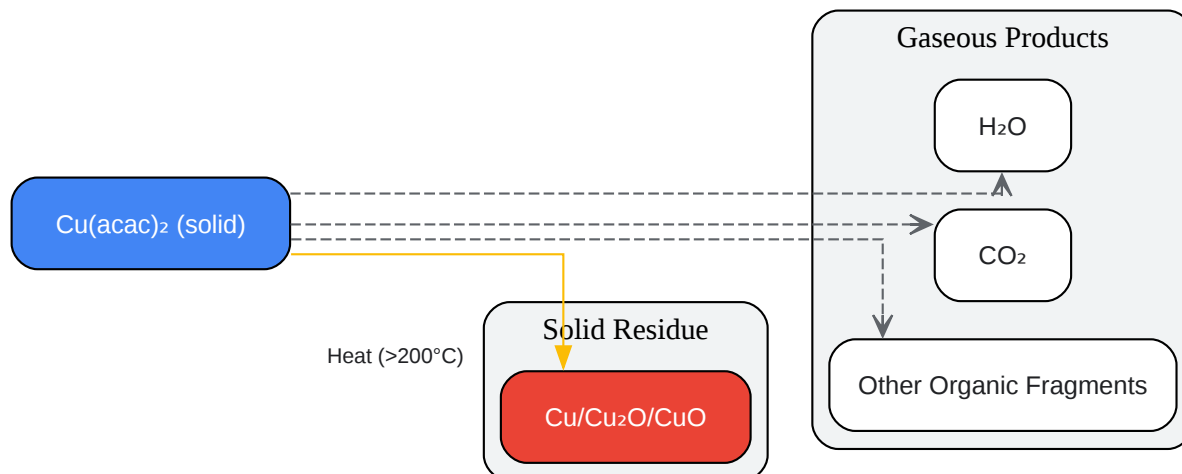 Gaseous Products
H₂O
Cu(acac)₂ (solid)
CO₂
Solid Residue
Heat (>200°C)
Other Organic Fragments
Cu/Cu₂O/CuO